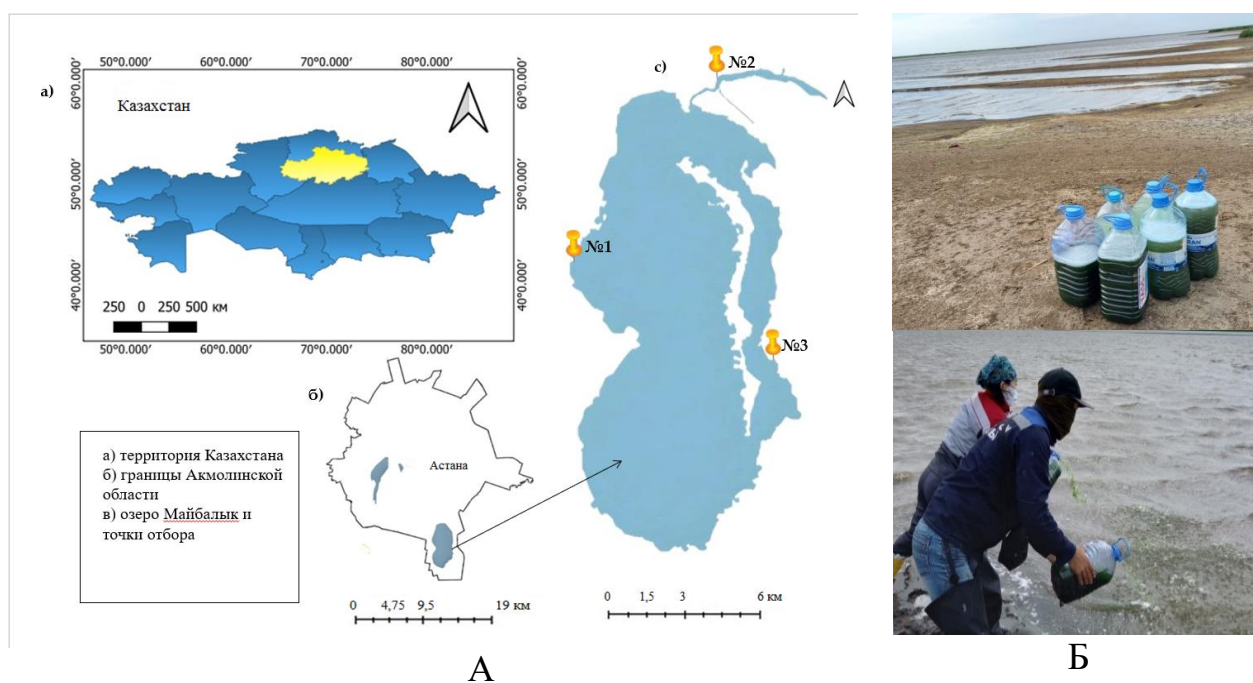 а)
50°0.000′ 60°0.000′ 70°0.000′ 80°0.000′
60°0.000′ 50°0.000′ 40°0.000′
Казахстан
60°0.000′ 50°0.000′ 40°0.000′
250 0 250 500 км
50°0.000′ 60°0.000′ 70°0.000′ 80°0.000′
с)
№2
№1
№3
б)
Астана
а) территория Казахстана
б) границы Акмолинской
области
в) озеро Майбалык и
точки отбора
0 4,75 9,5 19 км
0 1,5 3 6 км
А
Б